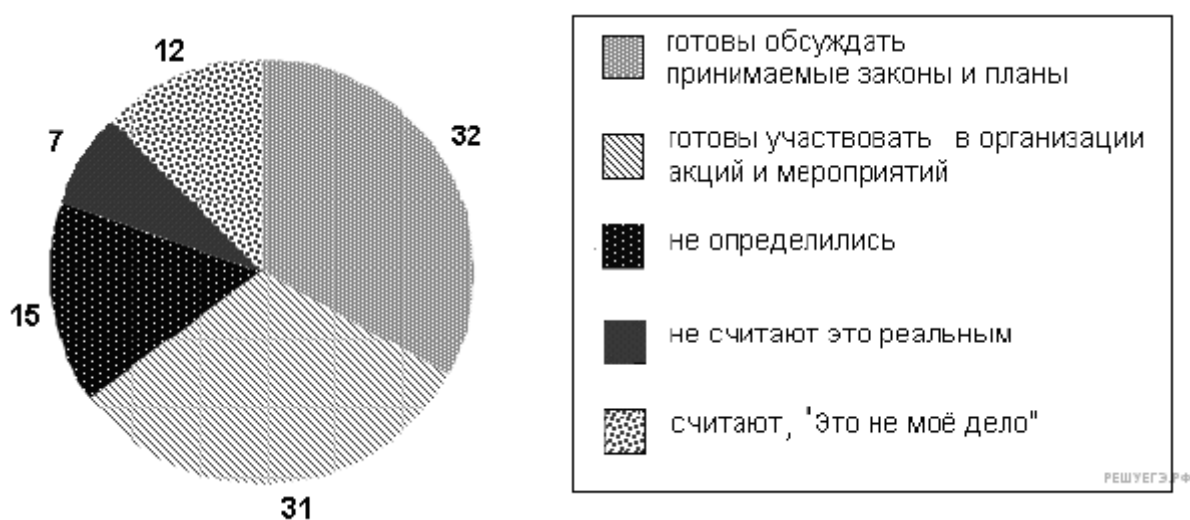 12
7
32
15
31
готовы обсуждать
принимаемые законы и планы
готовы участвовать в организации
акций и мероприятий
не определились
не считают это реальным
считают, "Это не моё дело"
РЕШУЕГЭ.РФ